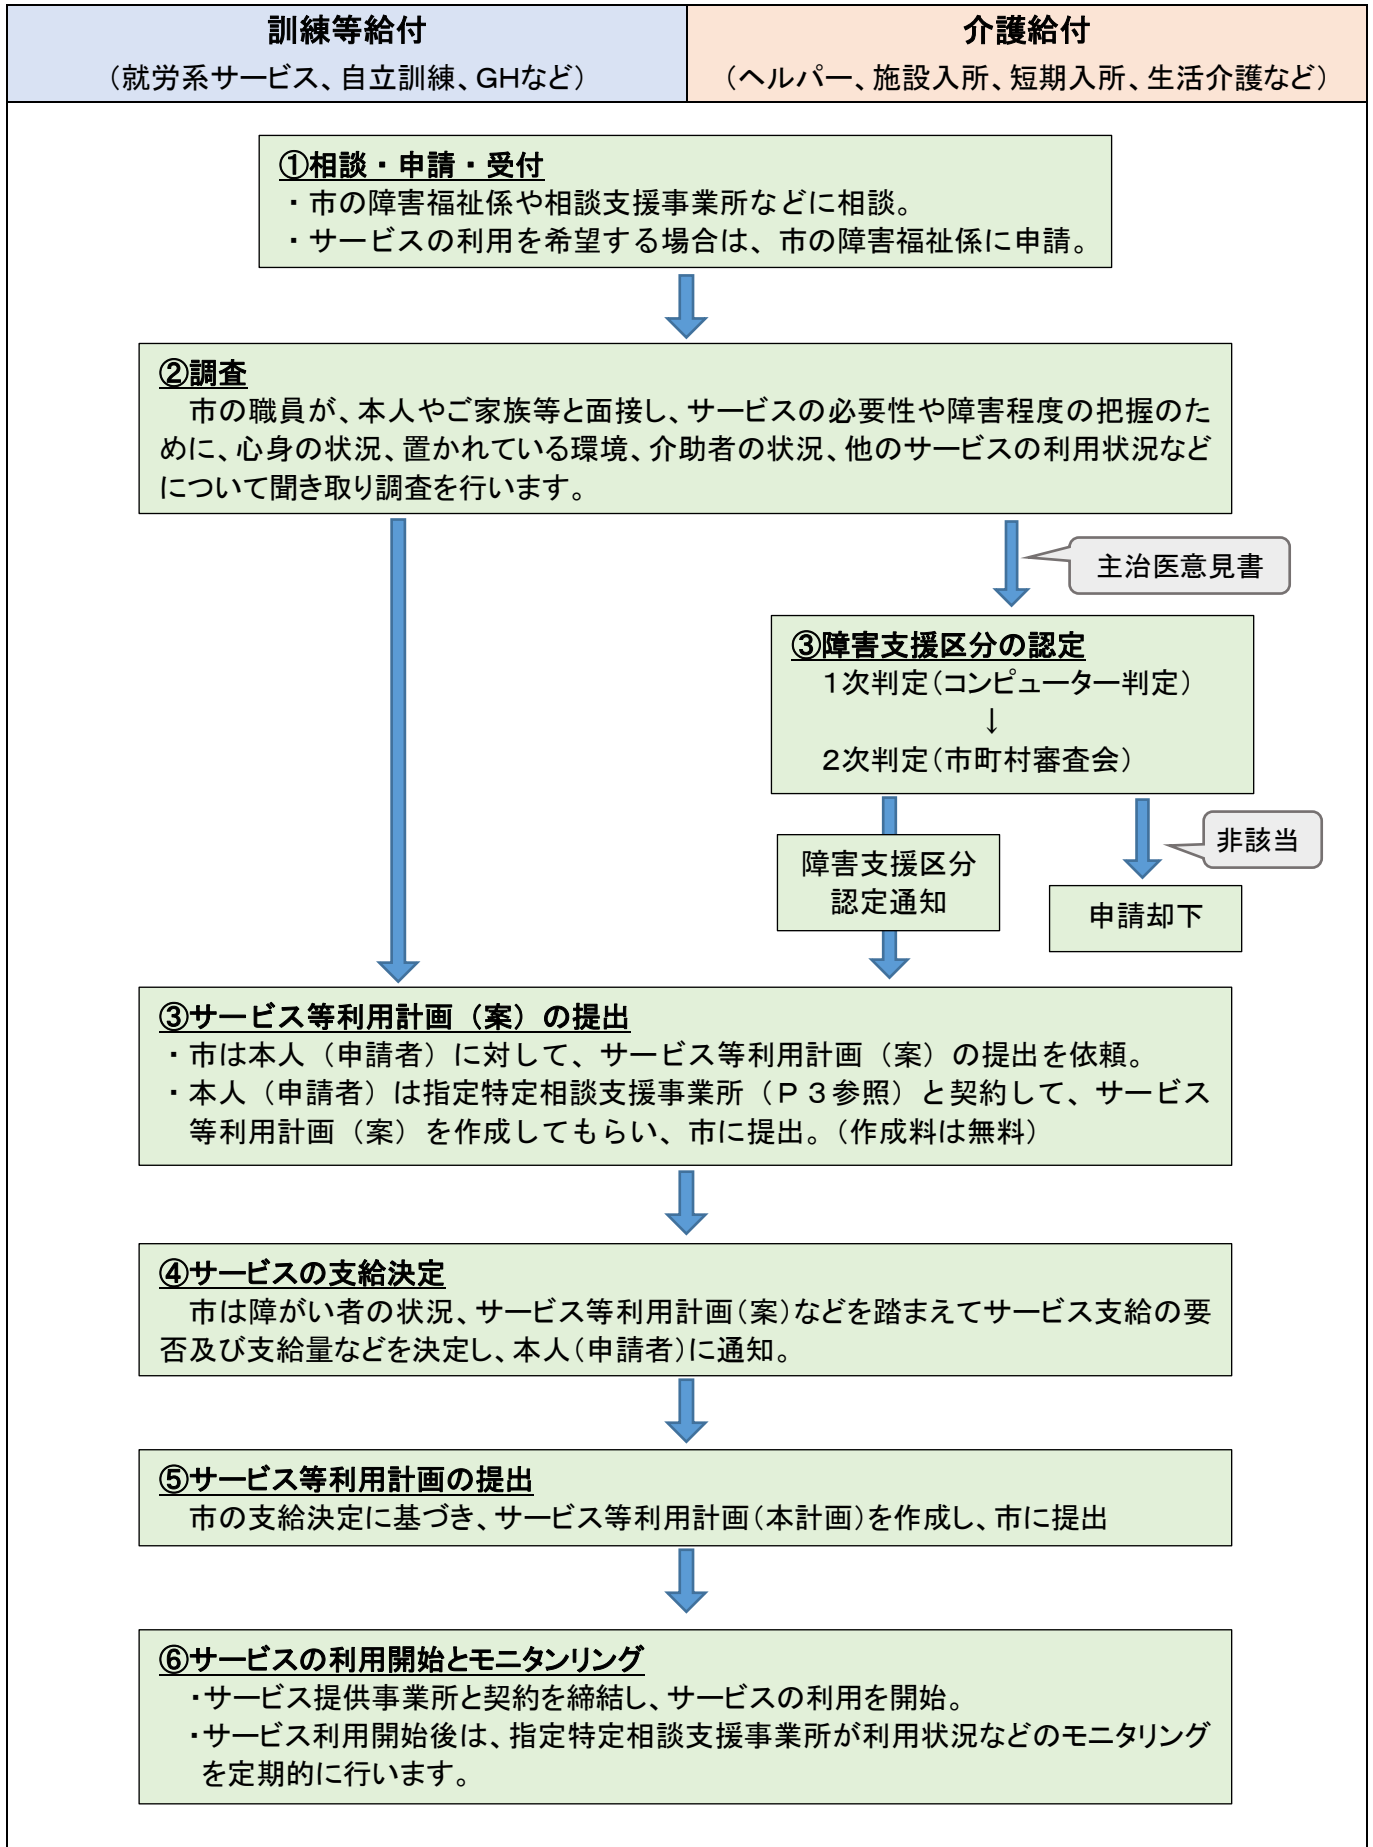 訓練等給付
（就労系サービス、自立訓練、GHなど）
介護給付
（ヘルパー、施設入所、短期入所、生活介護など）
①相談・申請・受付
・市の障害福祉係や相談支援事業所などに相談。
・サービスの利用を希望する場合は、市の障害福祉係に申請。
②調査
市の職員が、本人やご家族等と面接し、サービスの必要性や障害程度の把握のた
めに、心身の状況、置かれている環境、介助者の状況、他のサービスの利用状況など
について聞き取り調査を行います。
主治医意見書
③障害支援区分の認定
１次判定（コンピューター判定）
↓
２次判定（市町村審査会）
障害支援区分
認定通知
非該当
申請却下
③サービス等利用計画（案）の提出
・市は本人（申請者）に対して、サービス等利用計画（案）の提出を依頼。
・本人（申請者）は指定特定相談支援事業所（Ｐ３参照）と契約して、サービス
等利用計画（案）を作成してもらい、市に提出。（作成料は無料）
④サービスの支給決定
市は障がい者の状況、サービス等利用計画（案）などを踏まえてサービス支給の要
否及び支給量などを決定し、本人（申請者）に通知。
⑤サービス等利用計画の提出
市の支給決定に基づき、サービス等利用計画（本計画）を作成し、市に提出
⑥サービスの利用開始とモニタンリング
・サービス提供事業所と契約を締結し、サービスの利用を開始。
・サービス利用開始後は、指定特定相談支援事業所が利用状況などのモニタリング
を定期的に行います。